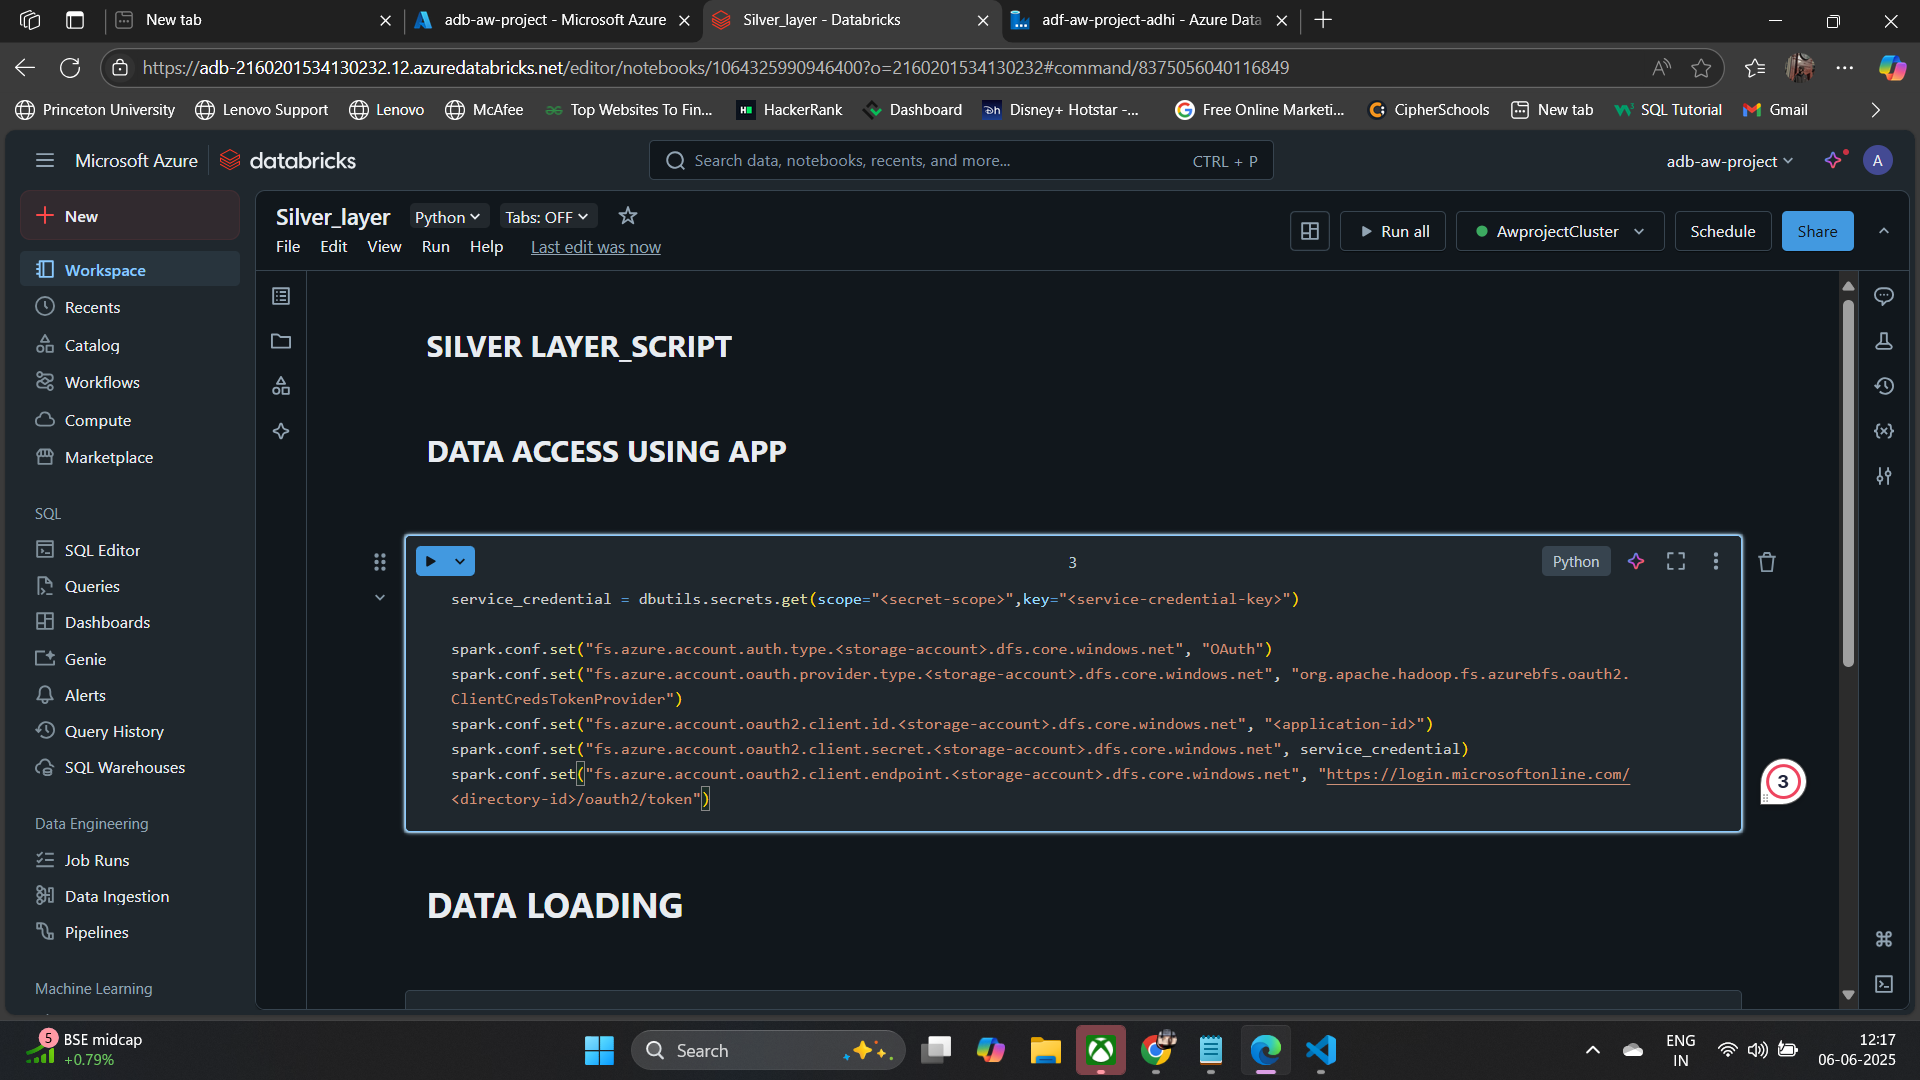 New tab
adb-aw-project - Microsoft Azure
Silver_layer - Databricks
adf-aw-project-adhi - Azure Data
https://adb-2160201534130232.12.azuredatabricks.net/editor/notebooks/1064325990946400?o=2160201534130232#command/8375056040116849
Princeton University
Lenovo Support
Lenovo
McAfee
Top Websites To Fin...
HackerRank
Dashboard
Disney+ Hotstar -...
Free Online Marketi...
CipherSchools
New tab
SQL Tutorial
Gmail
Microsoft Azure
databricks
Search data, notebooks, recents, and more...
CTRL + P
adb-aw-project
A
New
Workspace
Recents
Catalog
Workflows
Compute
Marketplace
SQL
SQL Editor
Queries
Dashboards
Genie
Alerts
Query History
SQL Warehouses
Data Engineering
Job Runs
Data Ingestion
Pipelines
Machine Learning
Silver_layer
Python
Tabs: OFF
File Edit View Run Help Last edit was now
Run all
AwprojectCluster
Schedule
Share
SILVER LAYER_SCRIPT
DATA ACCESS USING APP
3
Python
service_credential = dbutils.secrets.get(scope="<secret-scope>",key="<service-credential-key>")
spark.conf.set("fs.azure.account.auth.type.<storage-account>.dfs.core.windows.net", "OAuth")
spark.conf.set("fs.azure.account.oauth.provider.type.<storage-account>.dfs.core.windows.net", "org.apache.hadoop.fs.azurebfs.oauth2.
ClientCredsTokenProvider")
spark.conf.set("fs.azure.account.oauth2.client.id.<storage-account>.dfs.core.windows.net", "<application-id>")
spark.conf.set("fs.azure.account.oauth2.client.secret.<storage-account>.dfs.core.windows.net", service_credential)
spark.conf.set("fs.azure.account.oauth2.client.endpoint.<storage-account>.dfs.core.windows.net", "https://login.microsoftonline.com/
<directory-id>/oauth2/token")
3
DATA LOADING
5
BSE midcap
+0.79%
Search
ENG
IN
12:17
06-06-2025